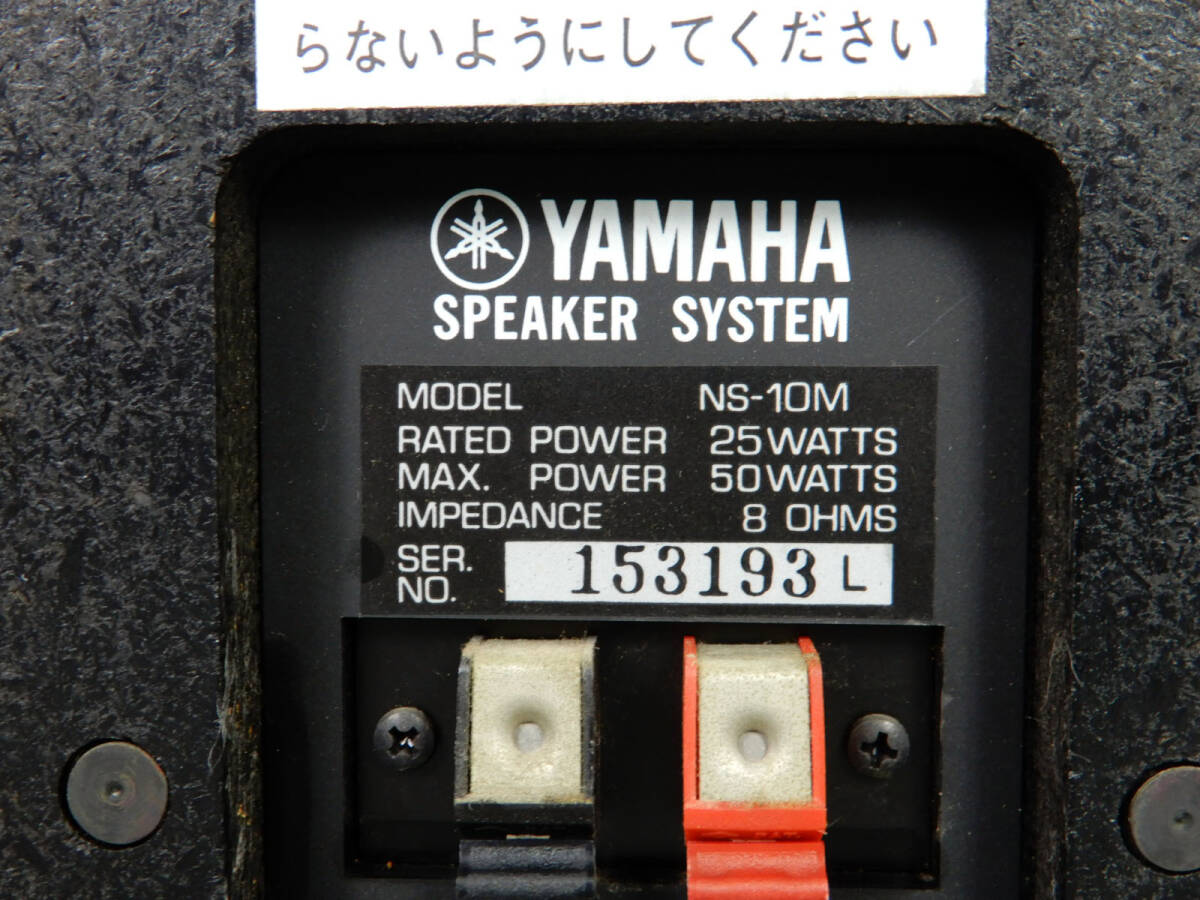 らないようにしてください
YAMAHA
SPEAKER SYSTEM
MODEL NS-10M
RATED POWER 25WATTS
MAX. POWER 50WATTS
IMPEDANCE 8 OHMS
SER. NO. 153193 L